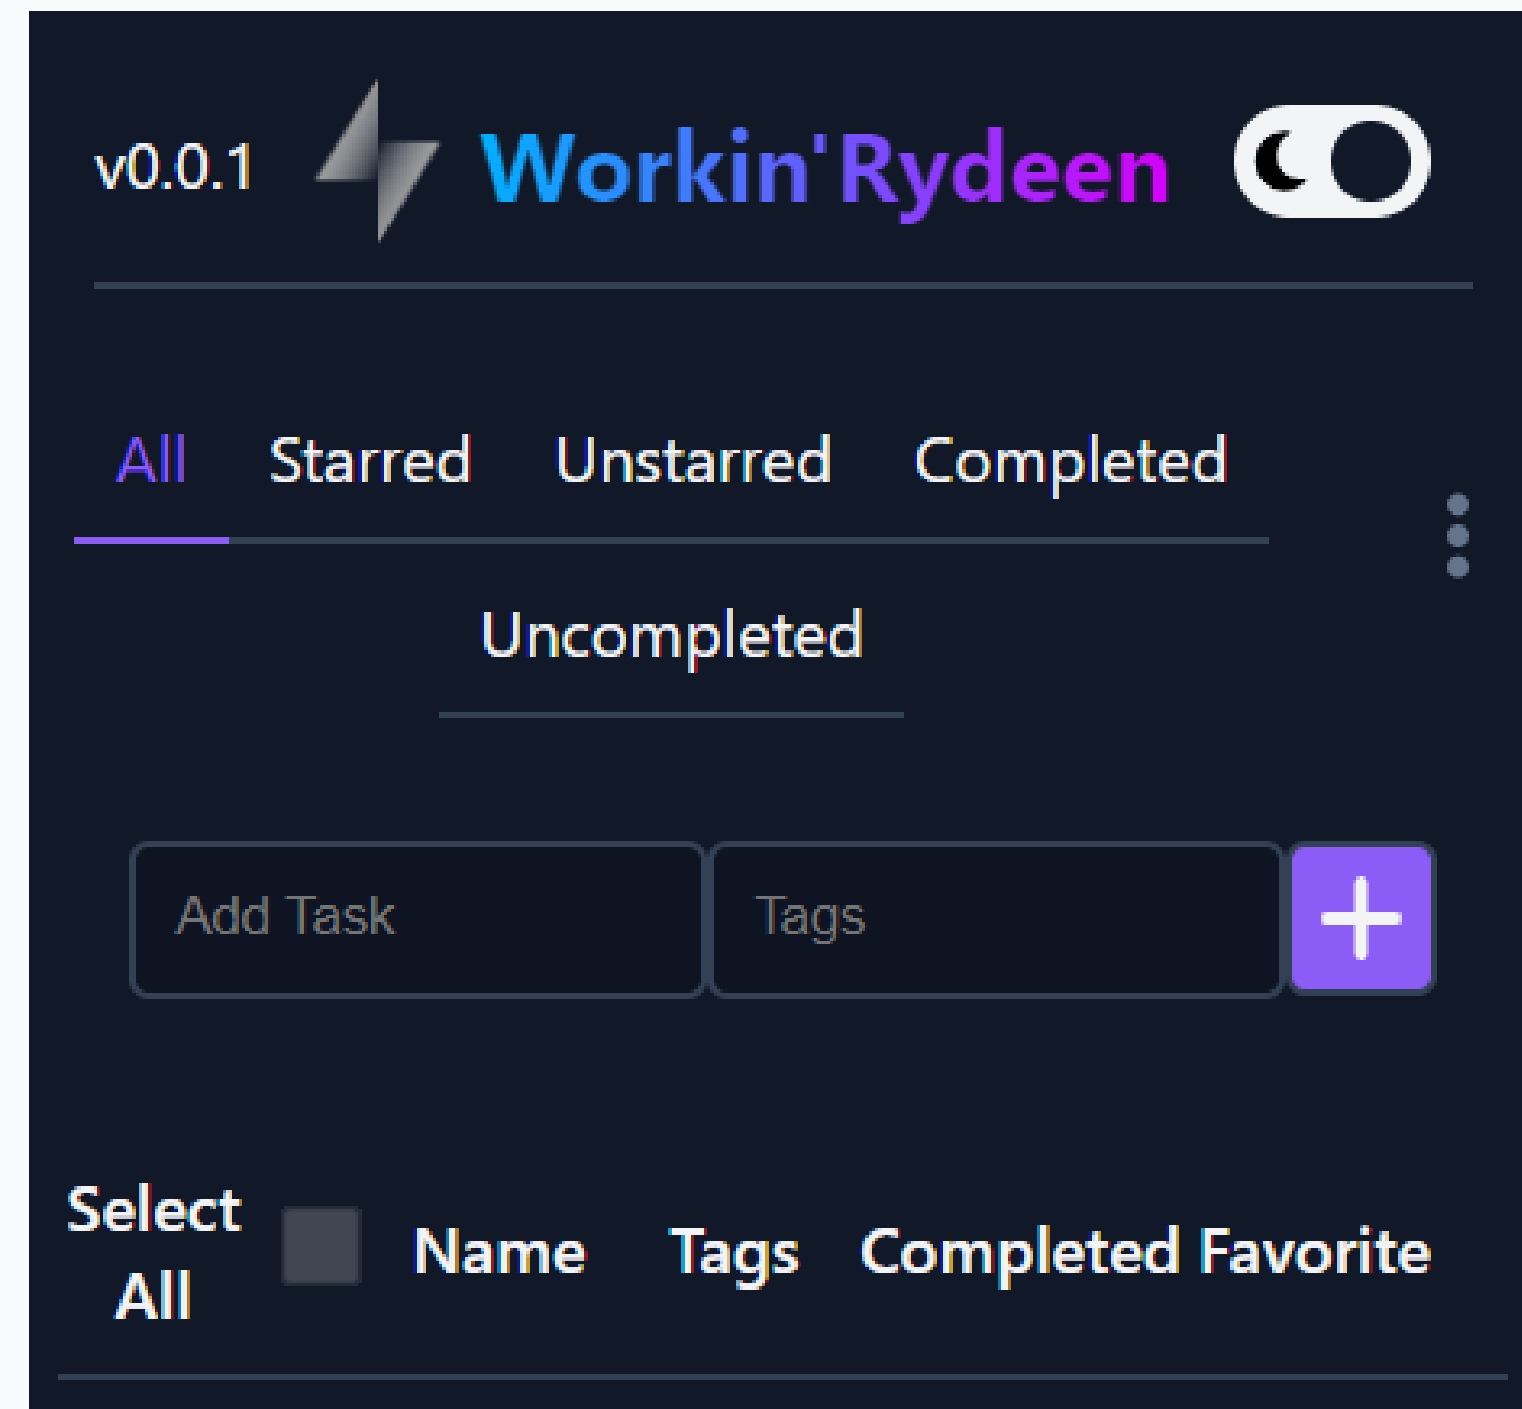 v0.0.1 Workin'Rydeen
All Starred Unstarred Completed
Uncompleted
Add Task Tags
Select All Name Tags Completed Favorite